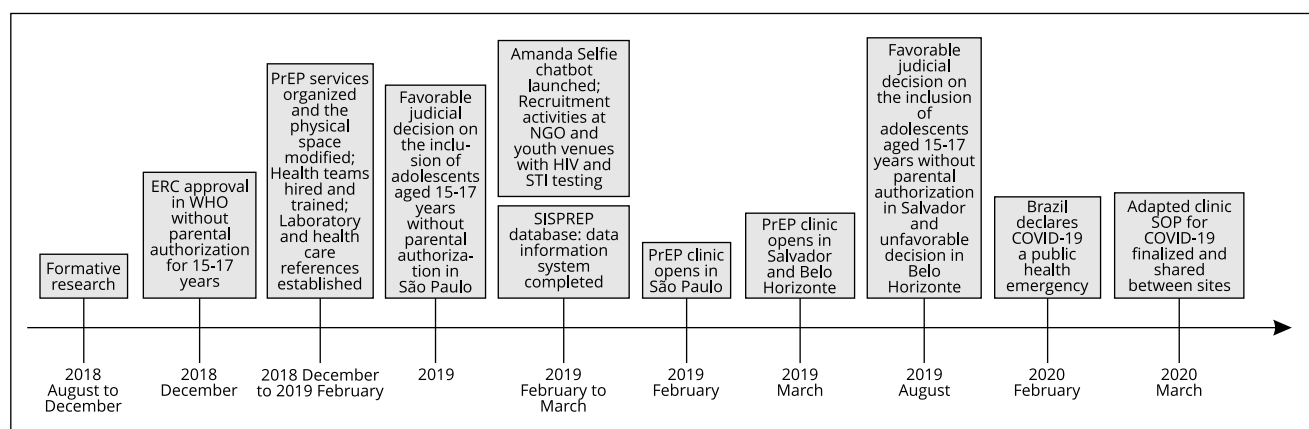 Formative
research
2018
August to
December
ERC approval
in WHO
without
parental
authorization
for 15-17
years
2018
December
PrEP services
organized
and the
physical
space
modified;
Health teams
hired and
trained;
Laboratory
and health
care
references
established
2018 December
to 2019 February
Favorable
judicial
decision on
the inclu-
sion of
adolescents
aged 15-17
years
without
parental
authoriza-
tion in
São Paulo
2019
Amanda Selfie
chatbot
launched;
Recruitment
activities at
NGO and
youth venues
with HIV and
STI testing
SISPREP
database: data
information
system
completed
2019
February to
March
PrEP clinic
opens in
São Paulo
2019
February
PrEP clinic
opens in
Salvador
and Belo
Horizonte
2019
March
Favorable
judicial
decision on
the inclusion
of
adolescents
aged 15-17
years without
parental
authorization
in Salvador
and
unfavorable
decision in
Belo
Horizonte
2019
August
Brazil
declares
COVID-19
a public
health
emergency
2020
February
Adapted clinic
SOP for
COVID-19
finalized and
shared
between sites
2020
March